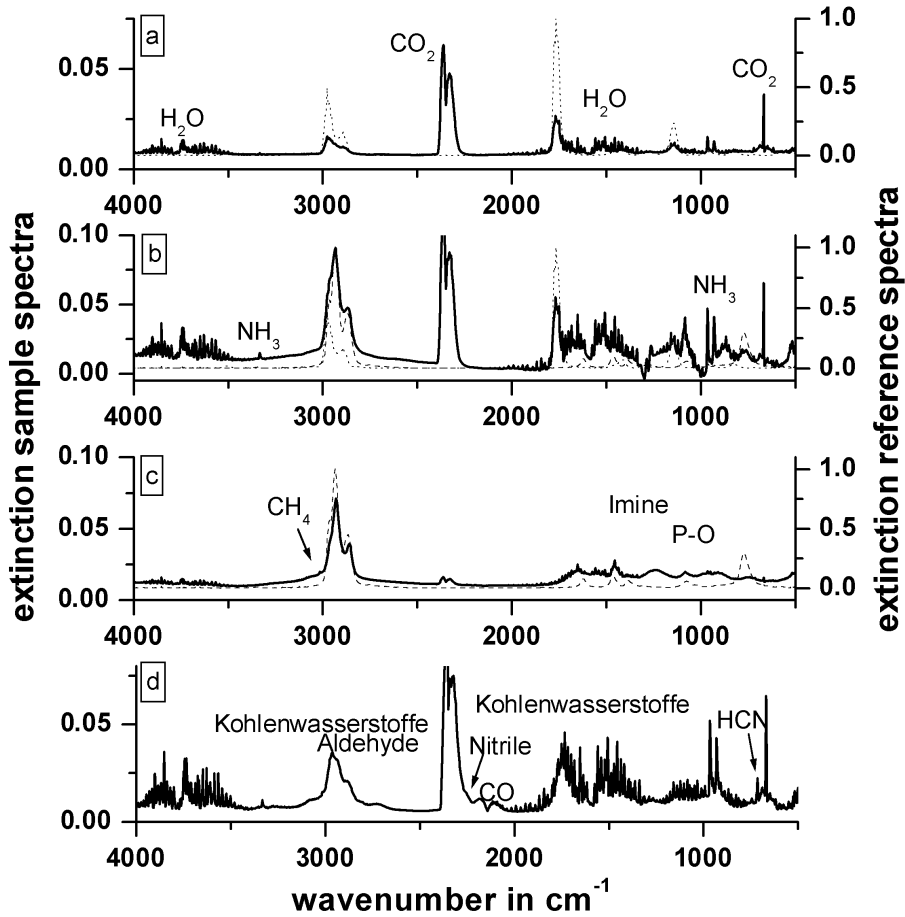 a
CO2
H2O
H2O
CO2
0.05
0.00
1.0
0.5
0.0
4000 3000 2000 1000
b
NH3
NH3
0.10
0.05
0.00
1.0
0.5
0.0
4000 3000 2000 1000
c
CH4
Imine
P-O
0.10
0.05
0.00
1.0
0.5
0.0
4000 3000 2000 1000
d
Kohlenwasserstoffe
Aldehyde
Kohlenwasserstoffe
Nitrile
CO
HCN
0.05
0.00
4000 3000 2000 1000
wavenumber in cm-1
extinction sample spectra
extinction reference spectra